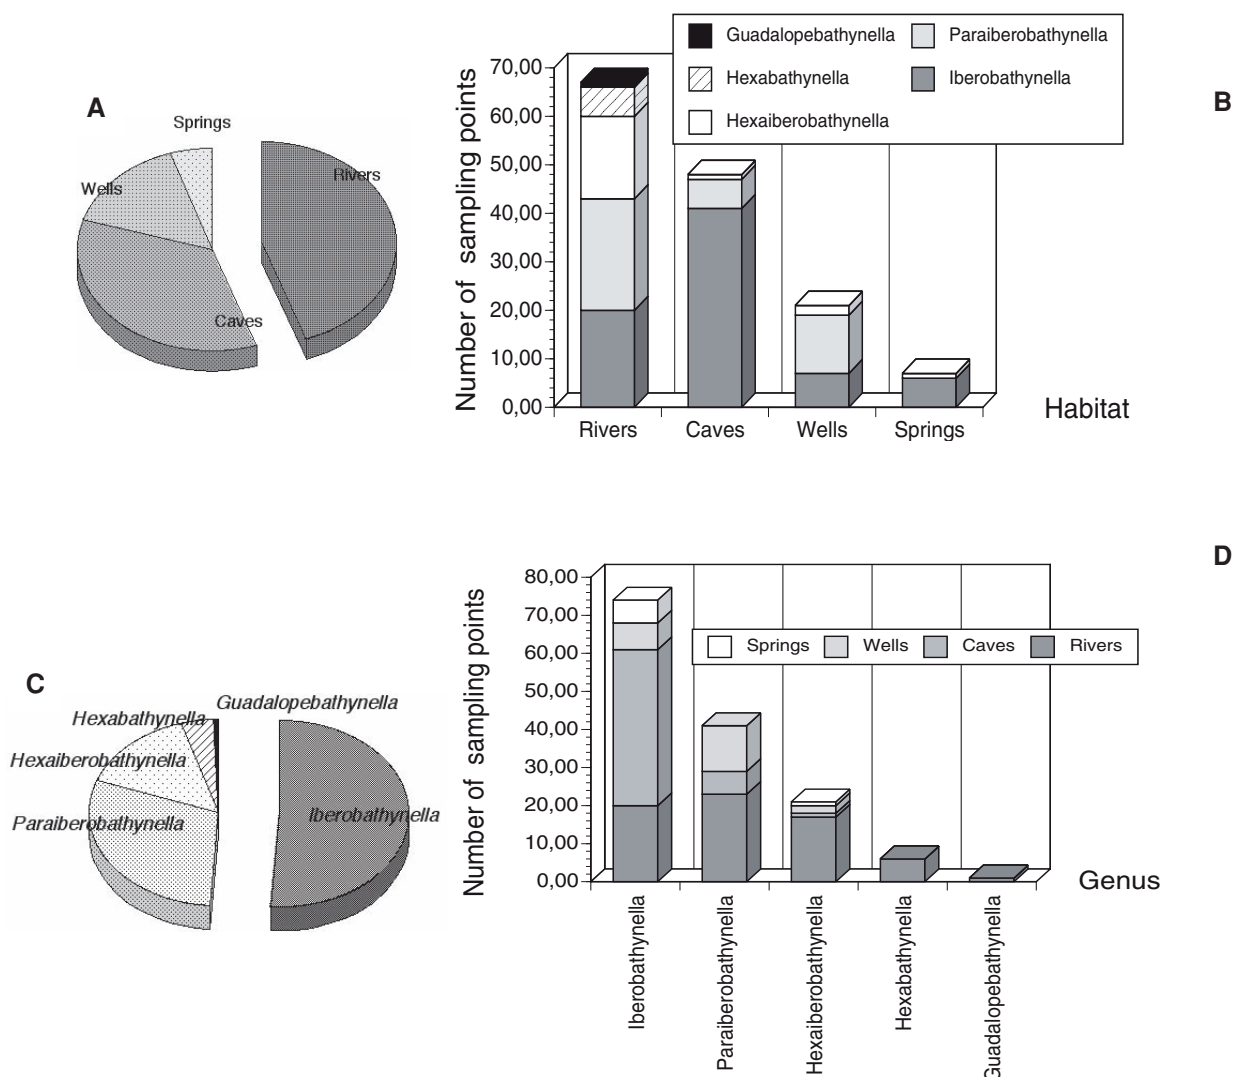 A
Springs
Rivers
Wells
Caves
B
Guadalopebathynella
Paraiberobathynella
Hexabathynella
Iberobathynella
Hexaiberobathynella
Number of sampling points
70,00
60,00
50,00
40,00
30,00
20,00
10,00
0,00
Rivers
Caves
Wells
Springs
Habitat
C
Guadalopebathynella
Hexabathynella
Hexaiberobathynella
Iberobathynella
Paraiberobathynella
D
Springs
Wells
Caves
Rivers
Number of sampling points
80,00
70,00
60,00
50,00
40,00
30,00
20,00
10,00
0,00
Iberobathynella
Paraiberobathynella
Hexaiberobathynella
Hexabathynella
Guadalopebathynella
Genus